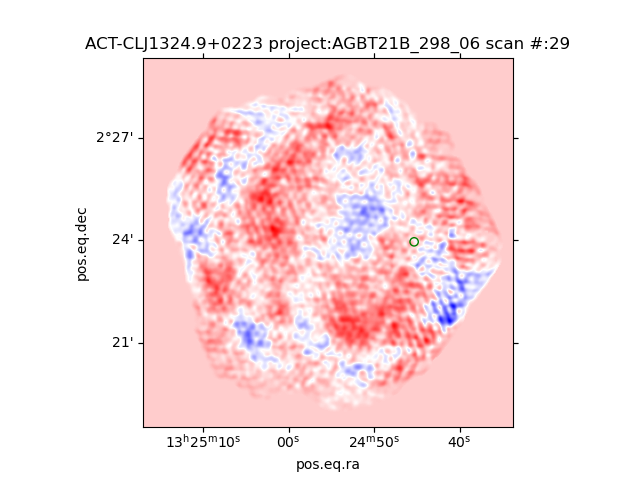 ACT-CLJ1324.9+0223 project:AGBT21B_298_06 scan #:29
2°27'
24'
21'
pos.eq.dec
13ʰ25ᵐ10ˢ 00ˢ 24ᵐ50ˢ 40ˢ
pos.eq.ra